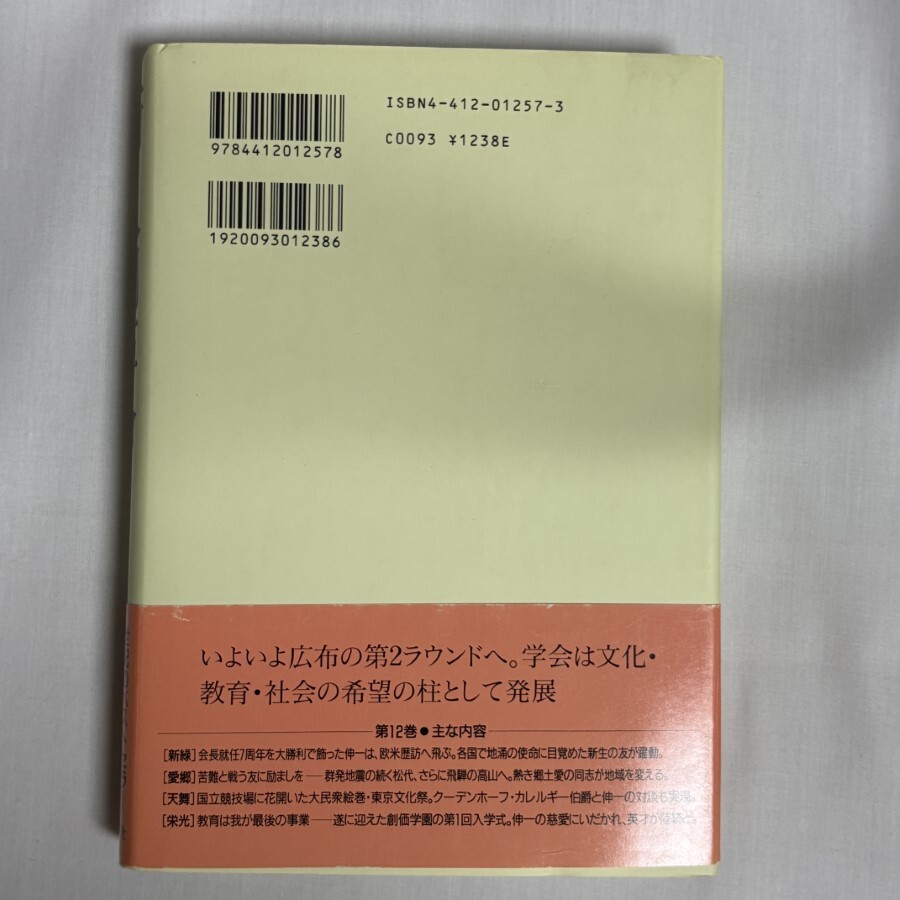 ISBN4-412-01257-3
C0093 ¥1238E
9784412012578
1920093012386
いよいよ広布の第2ラウンドへ。学会は文化・
教育・社会の希望の柱として発展
第12巻●主な内容
[新緑]会長就任7周年を大勝利で飾った伸一は、欧米歴訪へ飛ぶ。各国で地涌の使命に目覚めた新生の友が躍動。
[愛郷]苦難と戦う友に励ましを──群発地震の続く松代、さらに飛騨の高山へ。熱き郷土愛の同志が地域を変える。
[天舞]国立競技場に花開いた大民衆絵巻・東京文化祭。クーデンホーフ・カレルギー伯爵と伸一の対談も実現。
[栄光]教育は我が最後の事業──遂に迎えた創価学園の第1回入学式。伸一の慈愛にいだかれ、英才が陸続と。